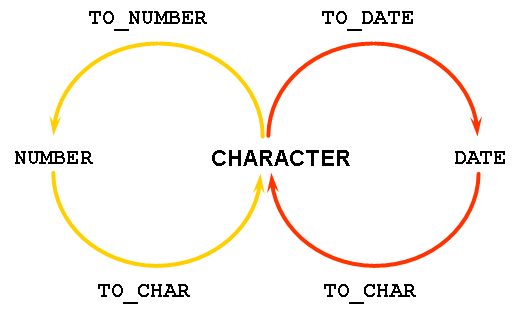 TO_NUMBER TO_DATE
NUMBER CHARACTER DATE
TO_CHAR TO_CHAR